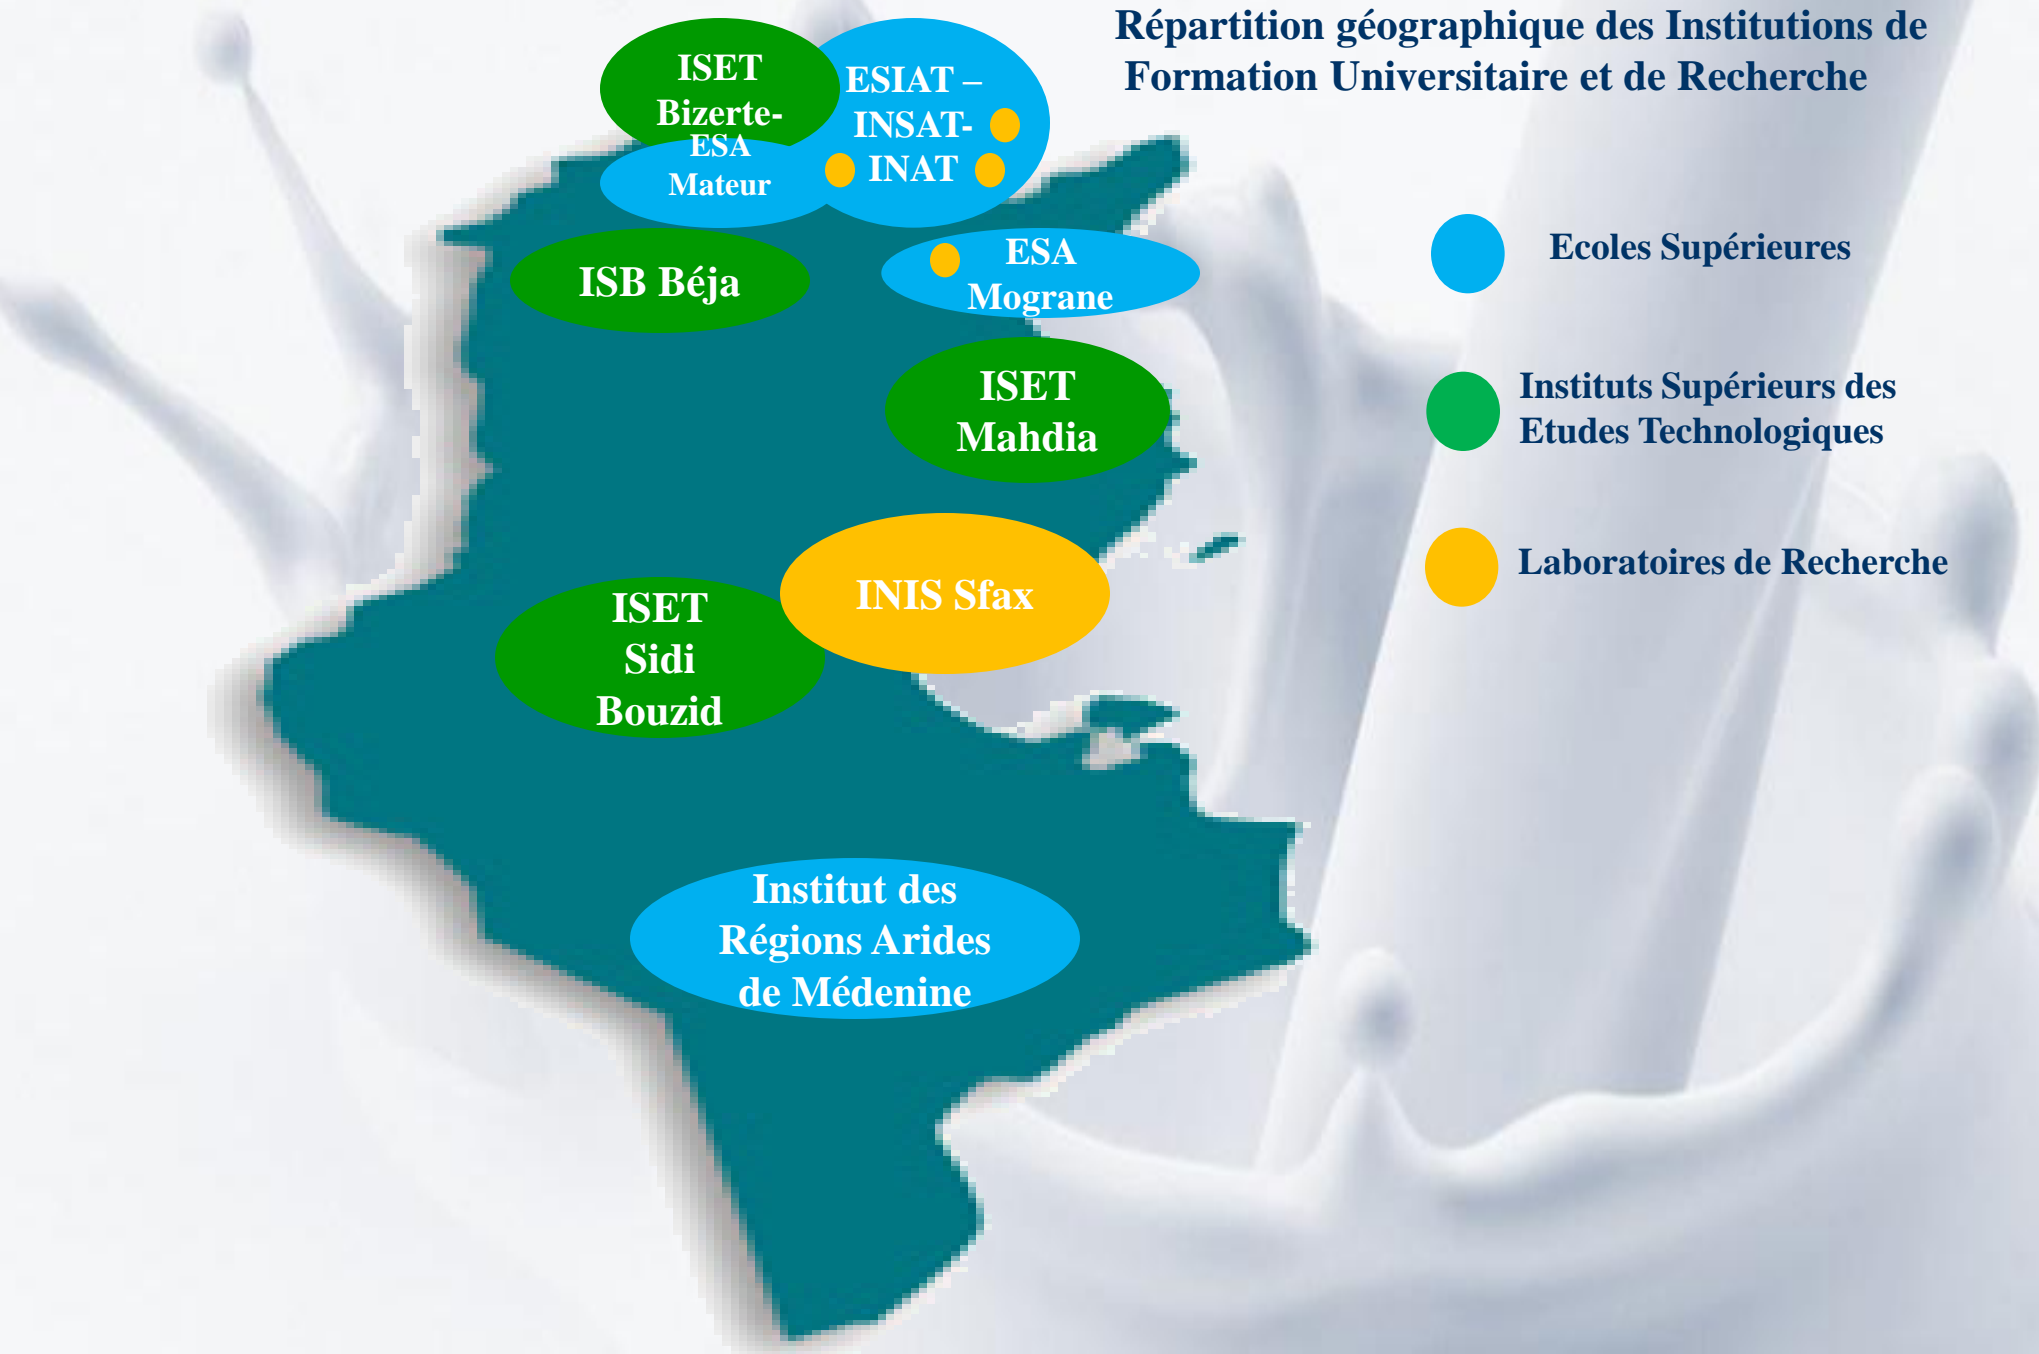 Répartition géographique des Institutions de
Formation Universitaire et de Recherche
ISET
Bizerte-
ESA
Mateur
ESIAT –
INSAT-
INAT
ISB Béja
ESA
Mograne
ISET
Mahdia
INIS Sfax
ISET
Sidi
Bouzid
Institut des
Régions Arides
de Médenine
Ecoles Supérieures
Instituts Supérieurs des
Etudes Technologiques
Laboratoires de Recherche